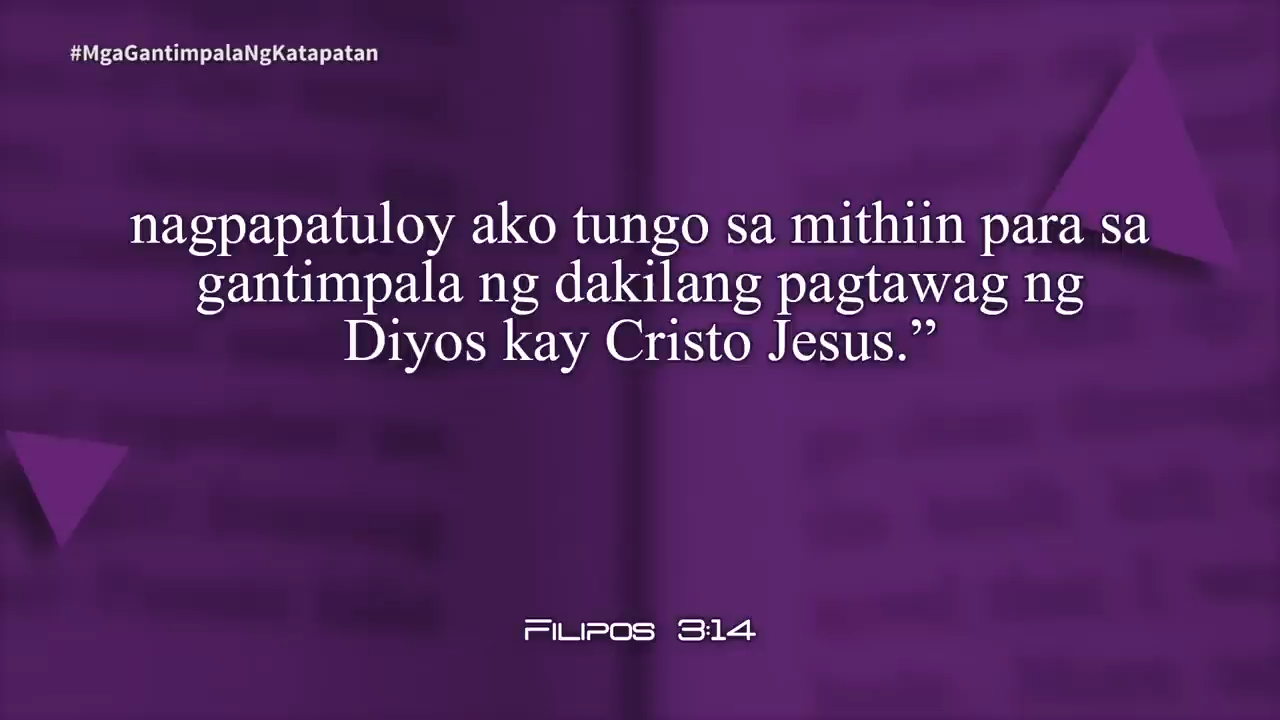 #MgaGantimpalaNgKatapatan
nagpapatuloy ako tungo sa mithiin para sa
gantimpala ng dakilang pagtawag ng
Diyos kay Cristo Jesus.”
Filipos 3:14